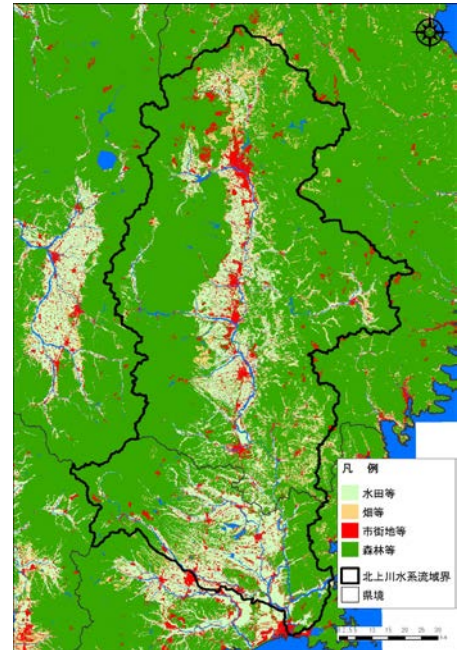 凡 例
水田等
畑等
市街地等
森林等
北上川水系流域界
県境